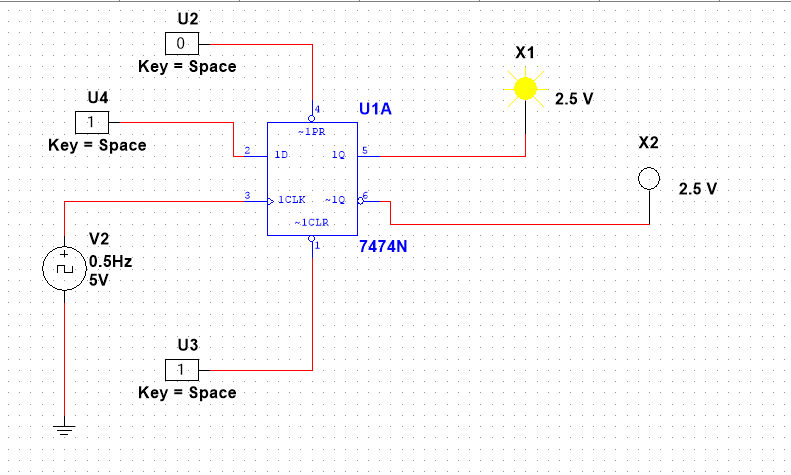 U2
0
Key = Space
X1
2.5 V
U4
1
Key = Space
4
U1A
~1PR
2
1D
1Q
5
X2
2.5 V
3
1CLK
~1Q
6
~1CLR
1
7474N
V2
0.5Hz
5V
U3
1
Key = Space